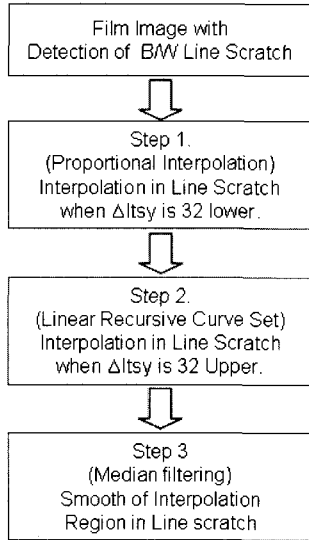 Film Image with
Detection of B/W Line Scratch
Step 1.
(Proportional Interpolation)
Interpolation in Line Scratch
when ΔItsy is 32 lower.
Step 2.
(Linear Recursive Curve Set)
Interpolation in Line Scratch
when ΔItsy is 32 Upper.
Step 3
(Median filtering)
Smooth of Interpolation
Region in Line scratch